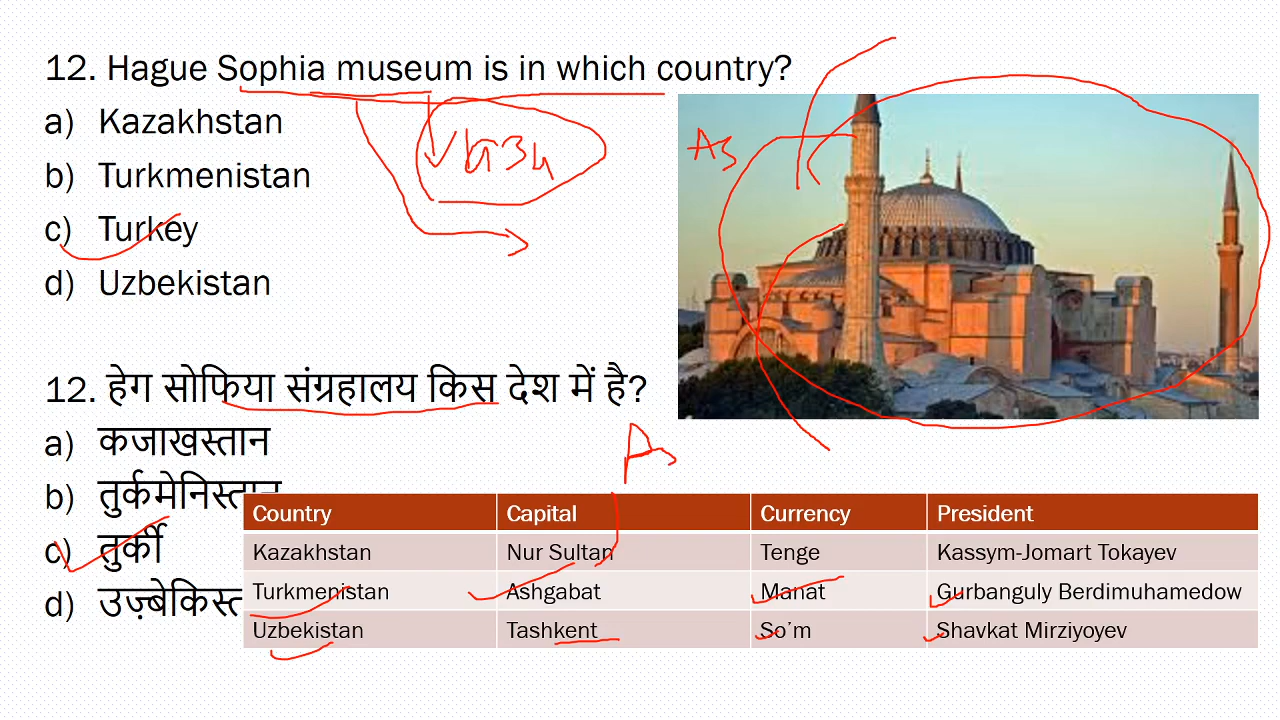 12. Hague Sophia museum is in which country?
a) Kazakhstan
b) Turkmenistan
c) Turkey
d) Uzbekistan
As
12. हेग सोफिया संग्रहालय किस देश में है?
a) कजाखस्तान
b) तुर्कमेनिस्तान
c) तुर्की
d) उज़्बेकिस्त
As
Country Capital Currency President
Kazakhstan Nur Sultan Tenge Kassym-Jomart Tokayev
Turkmenistan Ashgabat Manat Gurbanguly Berdimuhamedow
Uzbekistan Tashkent So'm Shavkat Mirziyoyev